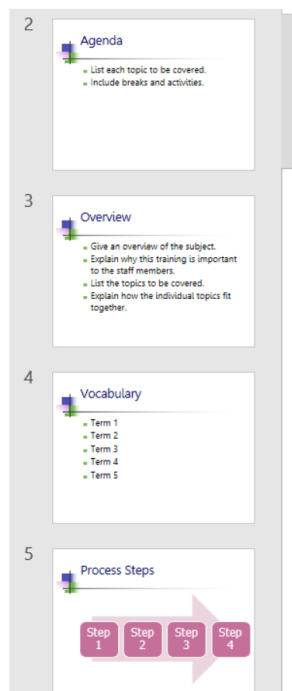 2
Agenda
List each topic to be covered.
Include breaks and activities.
3
Overview
Give an overview of the subject.
Explain why this training is important
to the staff members.
List the topics to be covered.
Explain how the individual topics fit
together.
4
Vocabulary
Term 1
Term 2
Term 3
Term 4
Term 5
5
Process Steps
Step Step Step Step
1 2 3 4